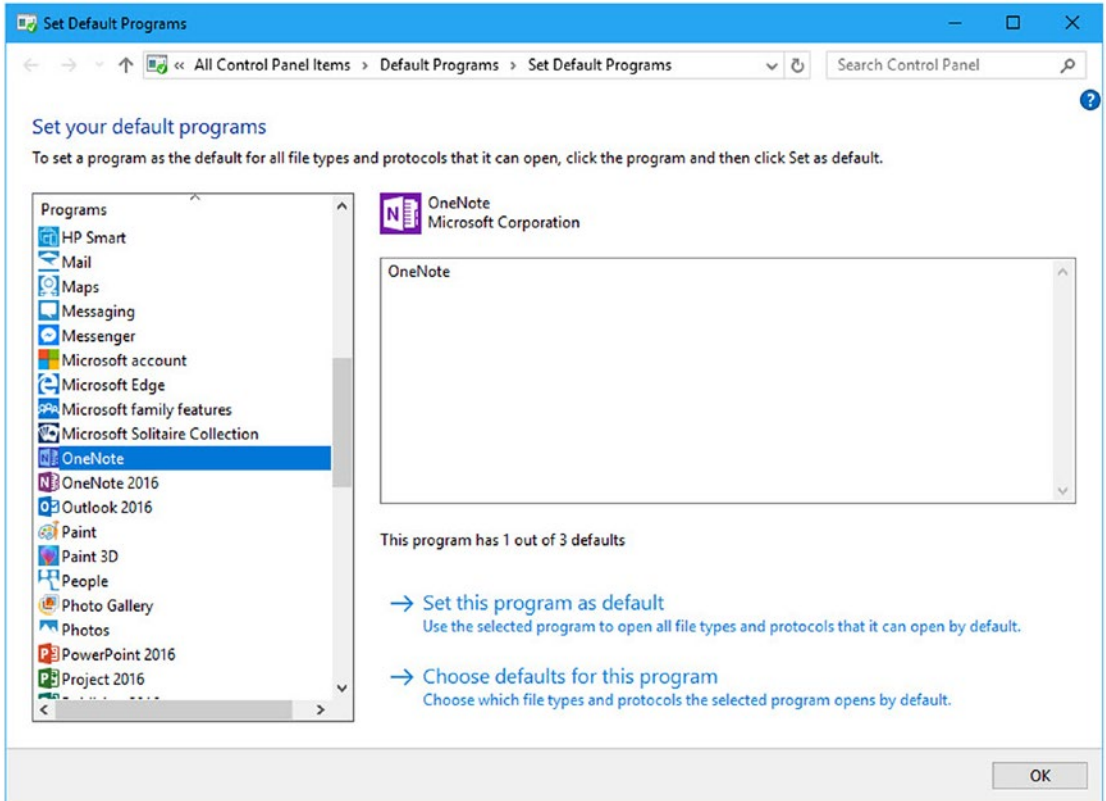 Set Default Programs
« All Control Panel Items > Default Programs > Set Default Programs
Search Control Panel
Set your default programs
To set a program as the default for all file types and protocols that it can open, click the program and then click Set as default.
Programs
HP Smart
Mail
Maps
Messaging
Messenger
Microsoft account
Microsoft Edge
Microsoft family features
Microsoft Solitaire Collection
OneNote
OneNote 2016
Outlook 2016
Paint
Paint 3D
People
Photo Gallery
Photos
PowerPoint 2016
Project 2016
OneNote
Microsoft Corporation
OneNote
This program has 1 out of 3 defaults
→ Set this program as default
Use the selected program to open all file types and protocols that it can open by default.
→ Choose defaults for this program
Choose which file types and protocols the selected program opens by default.
OK